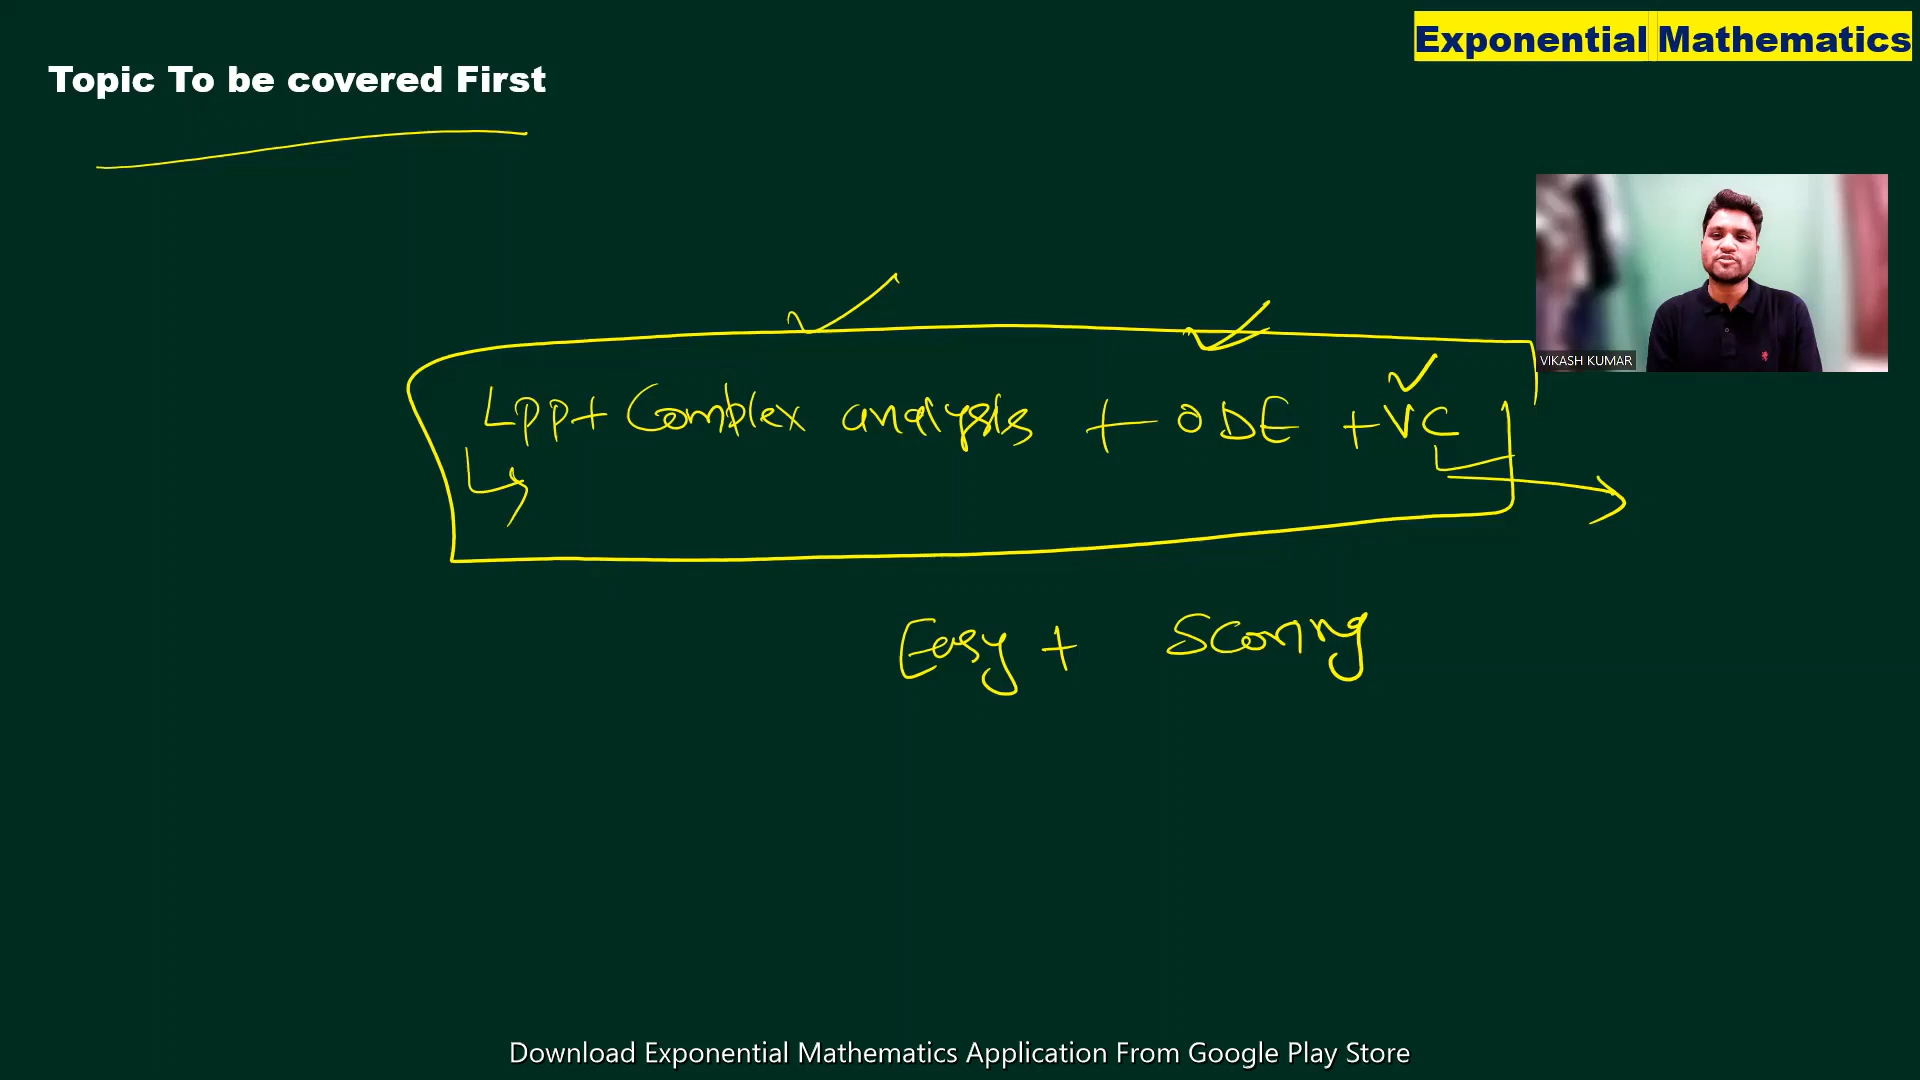 Exponential Mathematics
Topic To be covered First
VIKASH KUMAR
Lpp+ Complex analysis + ODE + VC
Easy + Scoring
Download Exponential Mathematics Application From Google Play Store